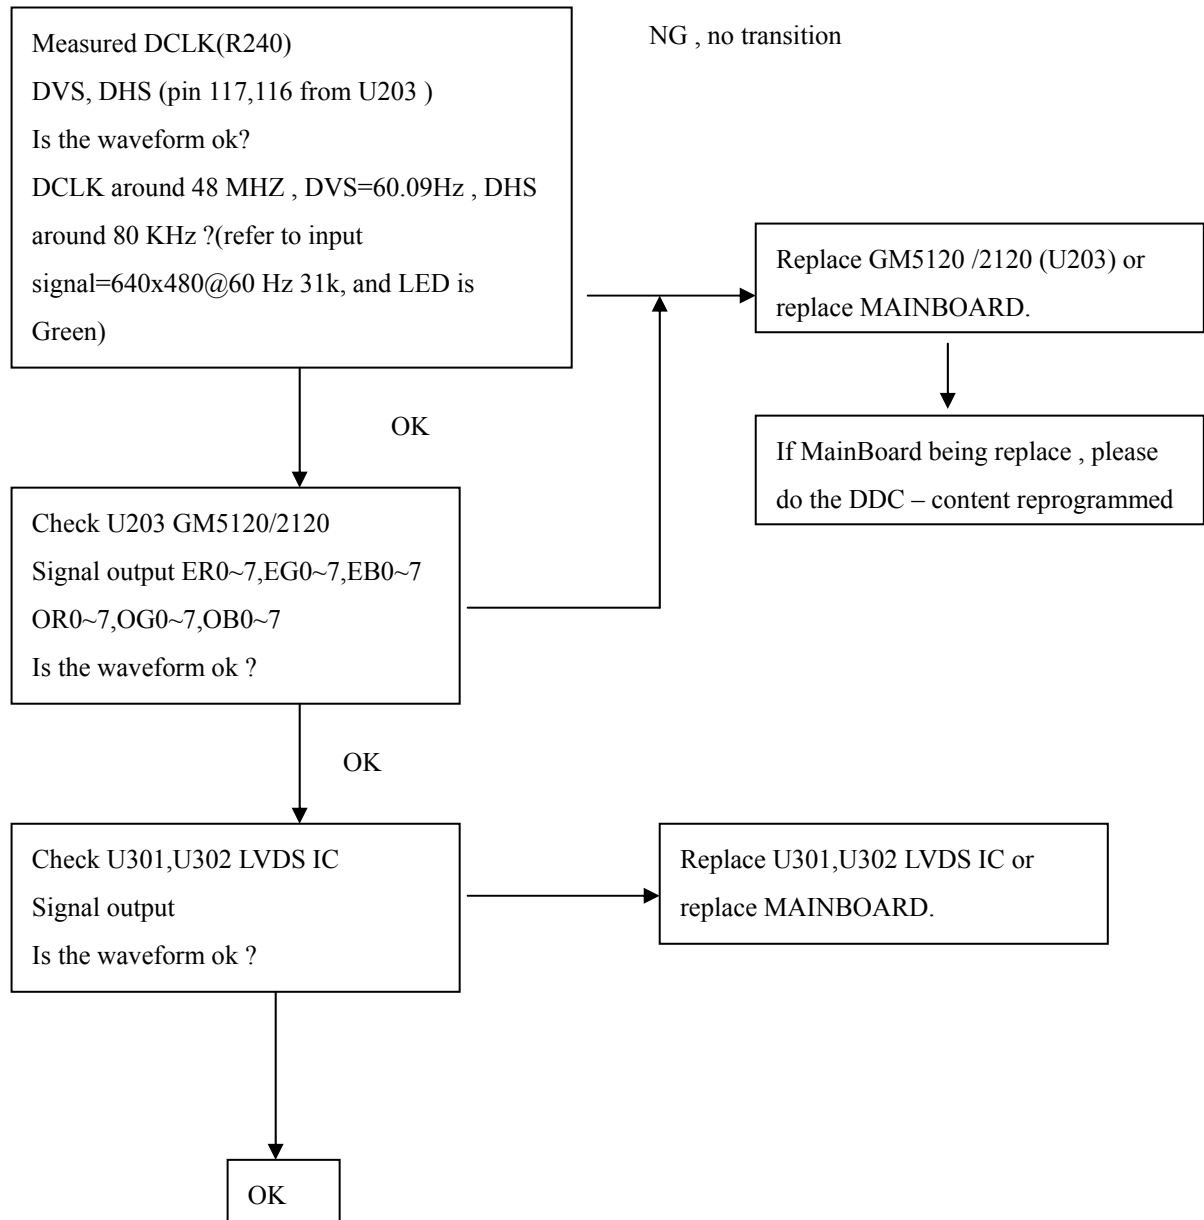 Measured DCLK(R240)
DVS, DHS (pin 117,116 from U203 )
Is the waveform ok?
DCLK around 48 MHZ , DVS=60.09Hz , DHS
around 80 KHz ?(refer to input
signal=640x480@60 Hz 31k, and LED is
Green)
NG , no transition
Replace GM5120 /2120 (U203) or
replace MAINBOARD.
If MainBoard being replace , please
do the DDC – content reprogrammed
OK
Check U203 GM5120/2120
Signal output ER0~7,EG0~7,EB0~7
OR0~7,OG0~7,OB0~7
Is the waveform ok ?
OK
Check U301,U302 LVDS IC
Signal output
Is the waveform ok ?
Replace U301,U302 LVDS IC or
replace MAINBOARD.
OK